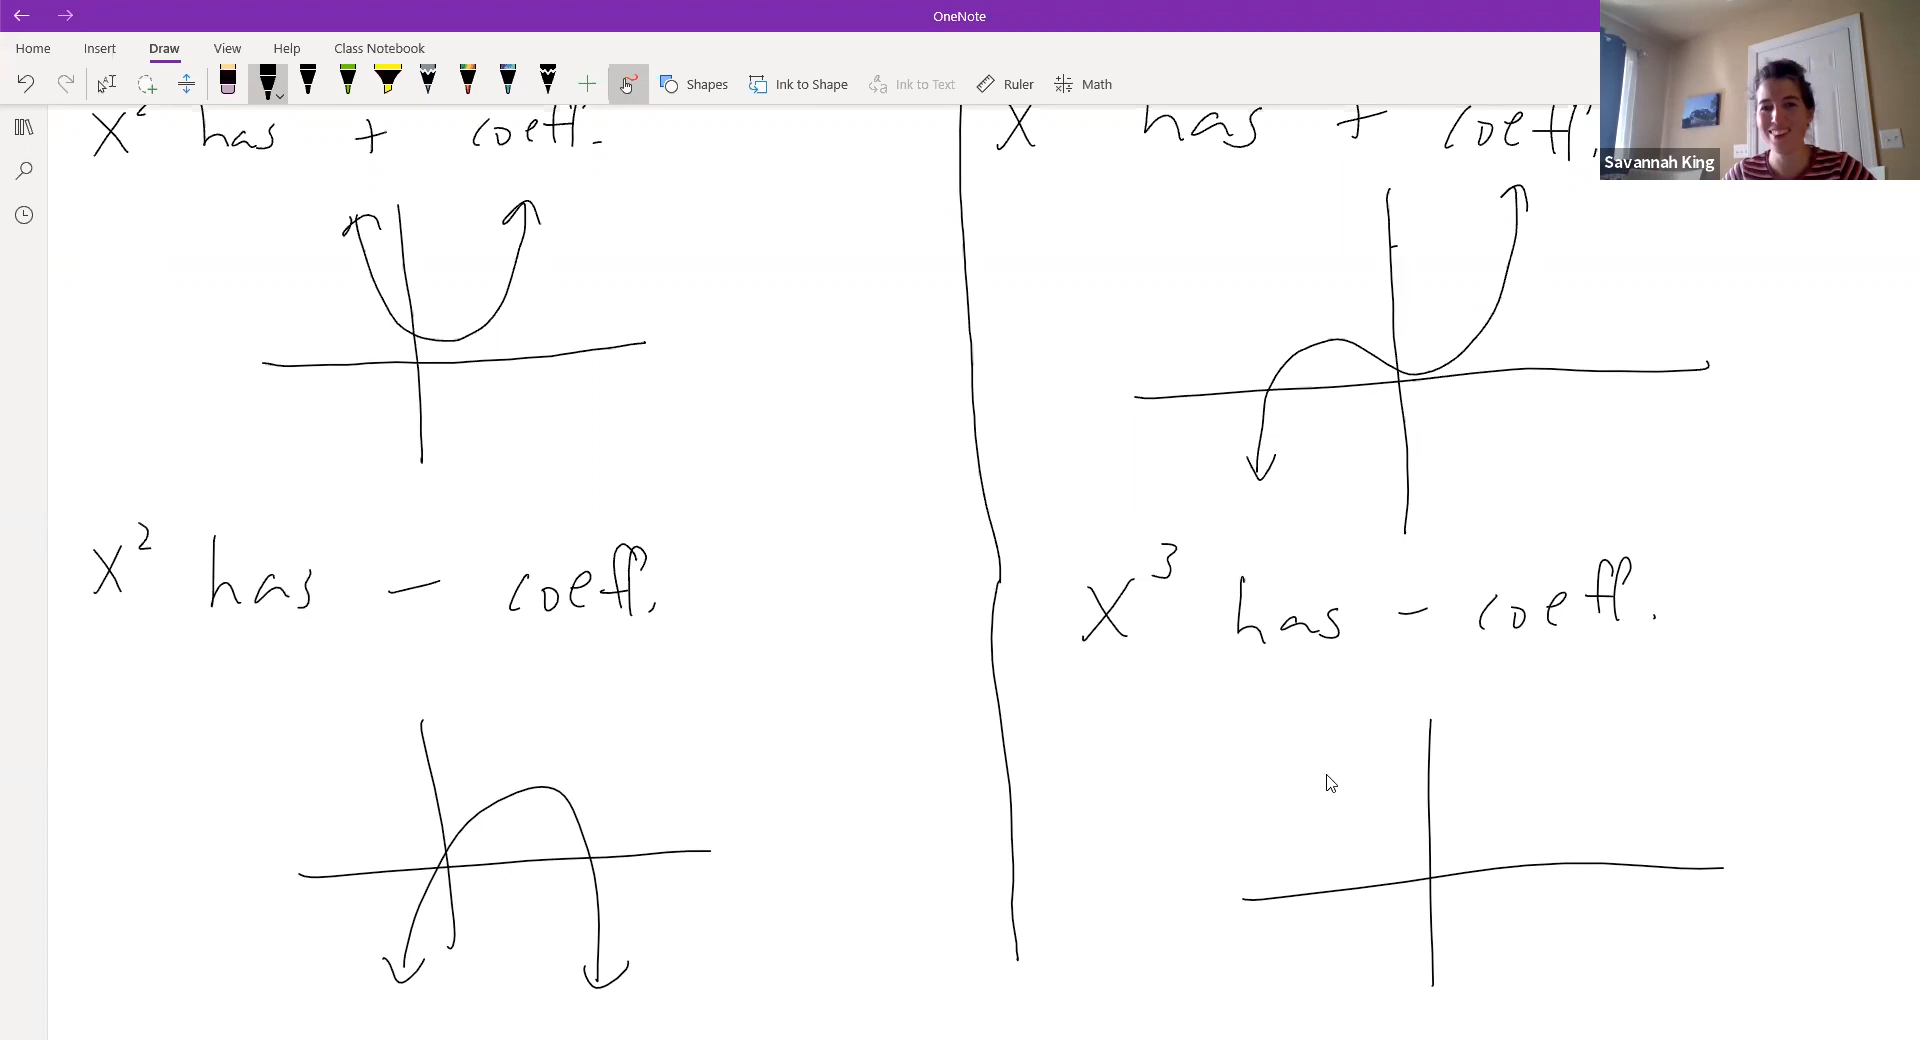 OneNote
Home Insert Draw View Help Class Notebook
Shapes Ink to Shape Ink to Text Ruler Math
Savannah King
x² has + coeff.
x has + coeff.
x² has - coeff.
x³ has - coeff.